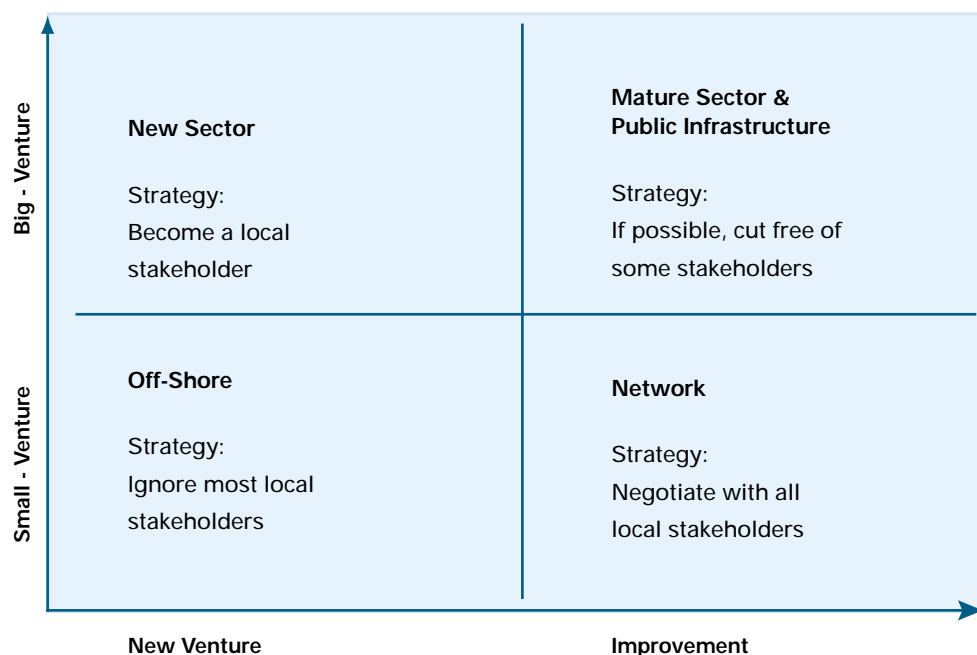 Big - Venture
New Sector
Strategy:
Become a local
stakeholder
Mature Sector &
Public Infrastructure
Strategy:
If possible, cut free of
some stakeholders
Small - Venture
Off-Shore
Strategy:
Ignore most local
stakeholders
Network
Strategy:
Negotiate with all
local stakeholders
New Venture
Improvement